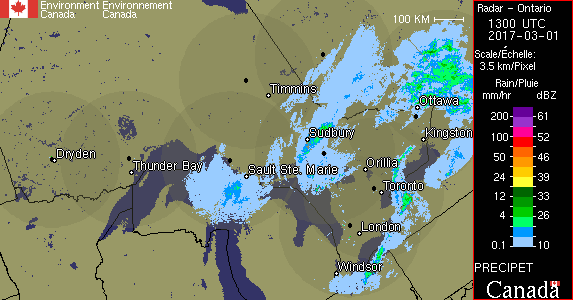 Environment Environnement
Canada Canada
100 KM
Timmins
Ottawa
Sudbury
Kingston
Dryden
Thunder Bay
Sault Ste. Marie
Orillia
Toronto
London
Windsor
Radar - Ontario
1300 UTC
2017-03-01
Scale/Échelle:
3.5 km/Pixel
Rain/Pluie
mm/hr dBZ
200 61
100 52
50 46
24 39
12 33
4 26
0.1 10
PRECIPET
Canada